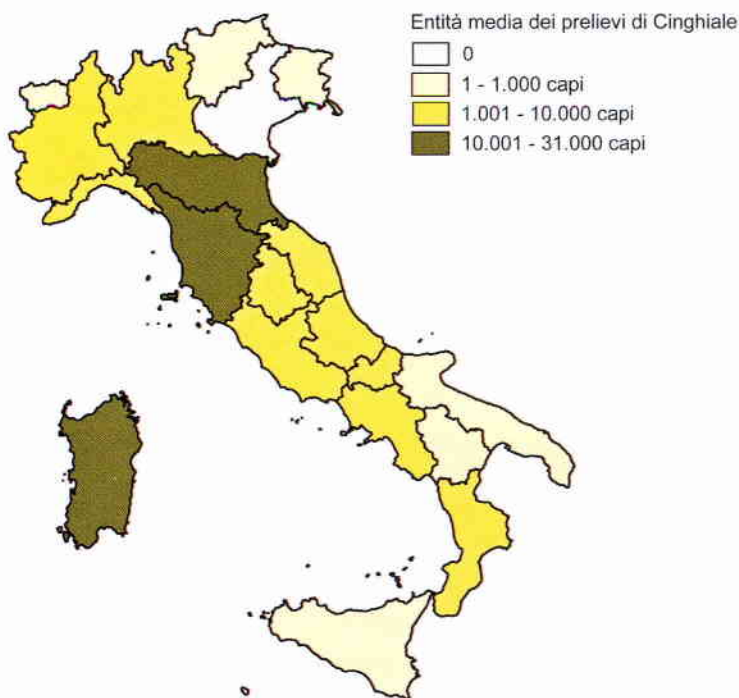 Entità media dei prelievi di Cinghiale
0
1 - 1.000 capi
1.001 - 10.000 capi
10.001 - 31.000 capi